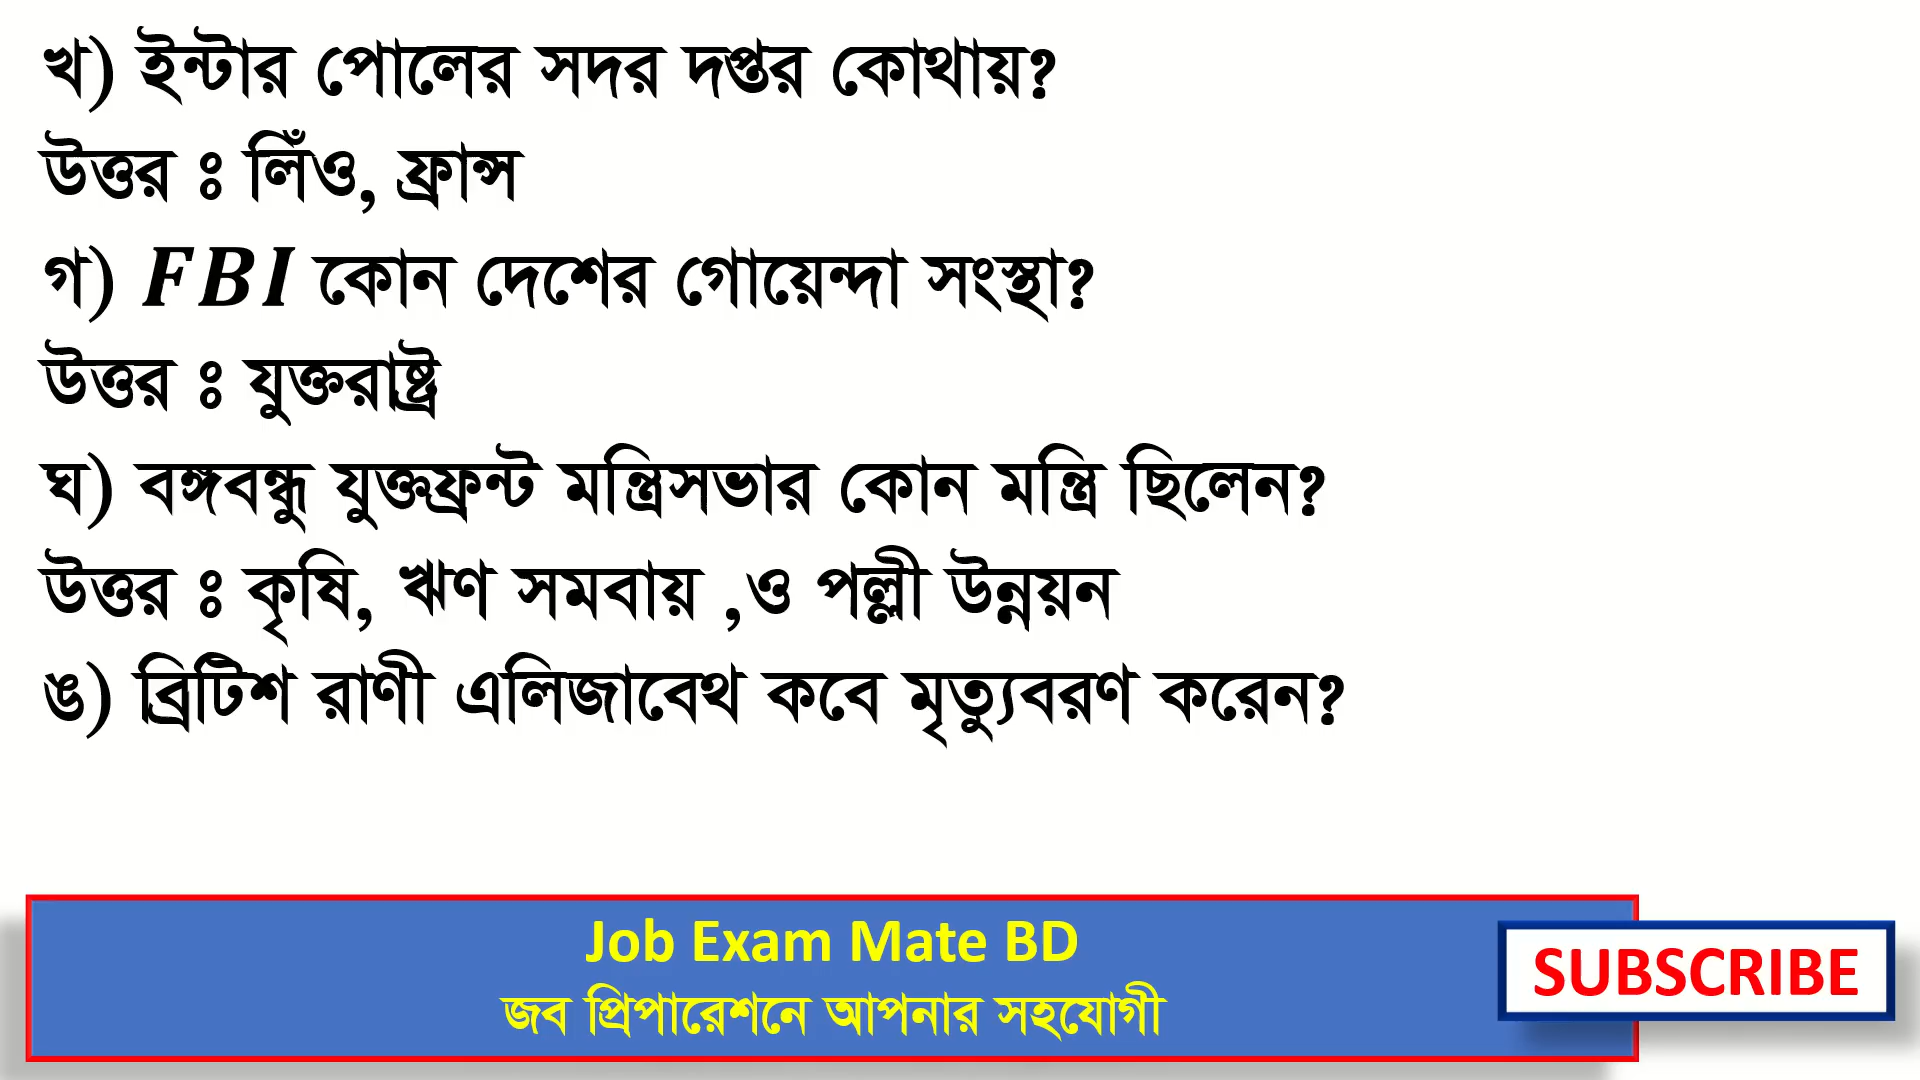 খ) ইন্টার পোলের সদর দপ্তর কোথায়?
উত্তর ঃ লিঁও, ফ্রান্স
গ) FBI কোন দেশের গোয়েন্দা সংস্থা?
উত্তর ঃ যুক্তরাষ্ট্র
ঘ) বঙ্গবন্ধু যুক্তফ্রন্ট মন্ত্রিসভার কোন মন্ত্রি ছিলেন?
উত্তর ঃ কৃষি, ঋণ সমবায় ,ও পল্লী উন্নয়ন
ঙ) ব্রিটিশ রাণী এলিজাবেথ কবে মৃত্যুবরণ করেন?
Job Exam Mate BD
SUBSCRIBE
জব প্রিপারেশনে আপনার সহযোগী